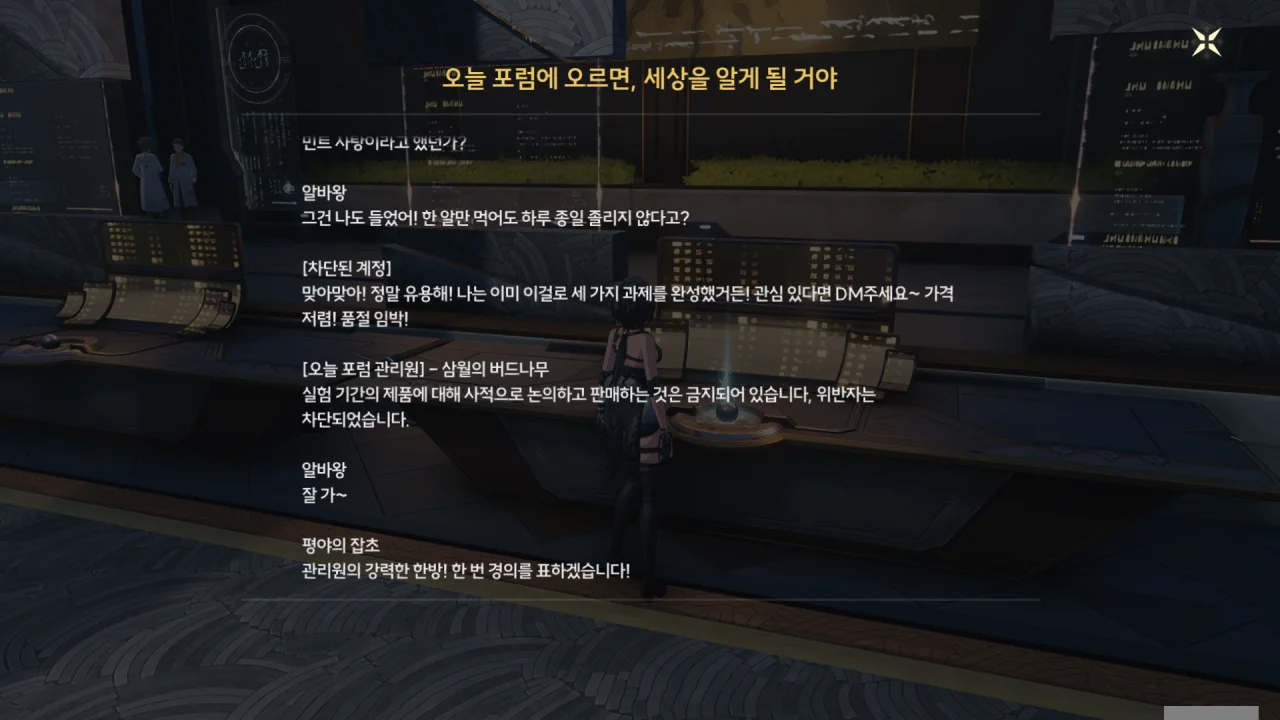 오늘 포럼에 오르면, 세상을 알게 될 거야
민트 사탕이라고 했던가?
알바왕
그건 나도 들었어! 한 알만 먹어도 하루 종일 졸리지 않다고?
[차단된 계정]
맞아맞아! 정말 유용해! 나는 이미 이걸로 세 가지 과제를 완성했거든! 관심 있다면 DM주세요~ 가격
저렴! 품절 임박!
[오늘 포럼 관리원] - 삼월의 버드나무
실험 기간의 제품에 대해 사적으로 논의하고 판매하는 것은 금지되어 있습니다, 위반자는
차단되었습니다.
알바왕
잘 가~
평야의 잡초
관리원의 강력한 한방! 한 번 경의를 표하겠습니다!